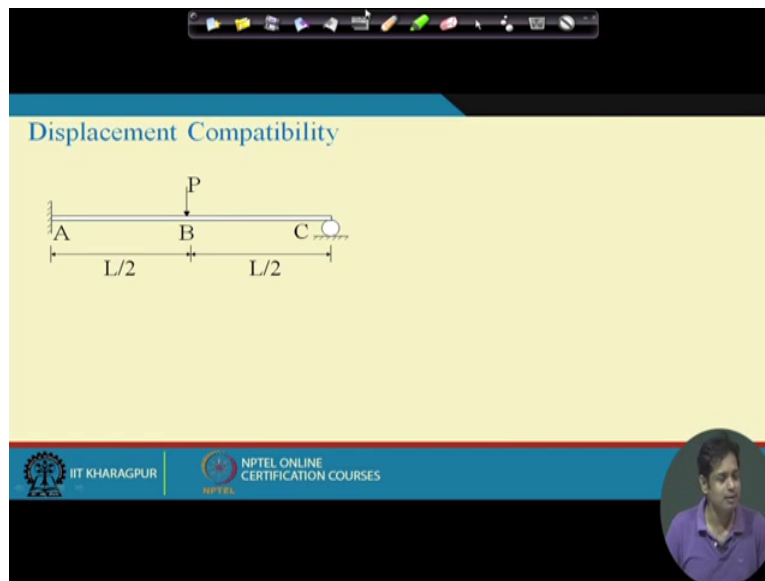 Displacement Compatibility
P
A B C
L/2 L/2
IIT KHARAGPUR
NPTEL
NPTEL ONLINE
CERTIFICATION COURSES